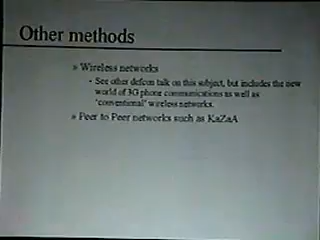 Other methods
» Wireless networks
• See other defcon talk on this subject, but includes the new
world of 3G phone communications as well as
"conventional" wireless networks.
» Peer to Peer networks such as KaZaA